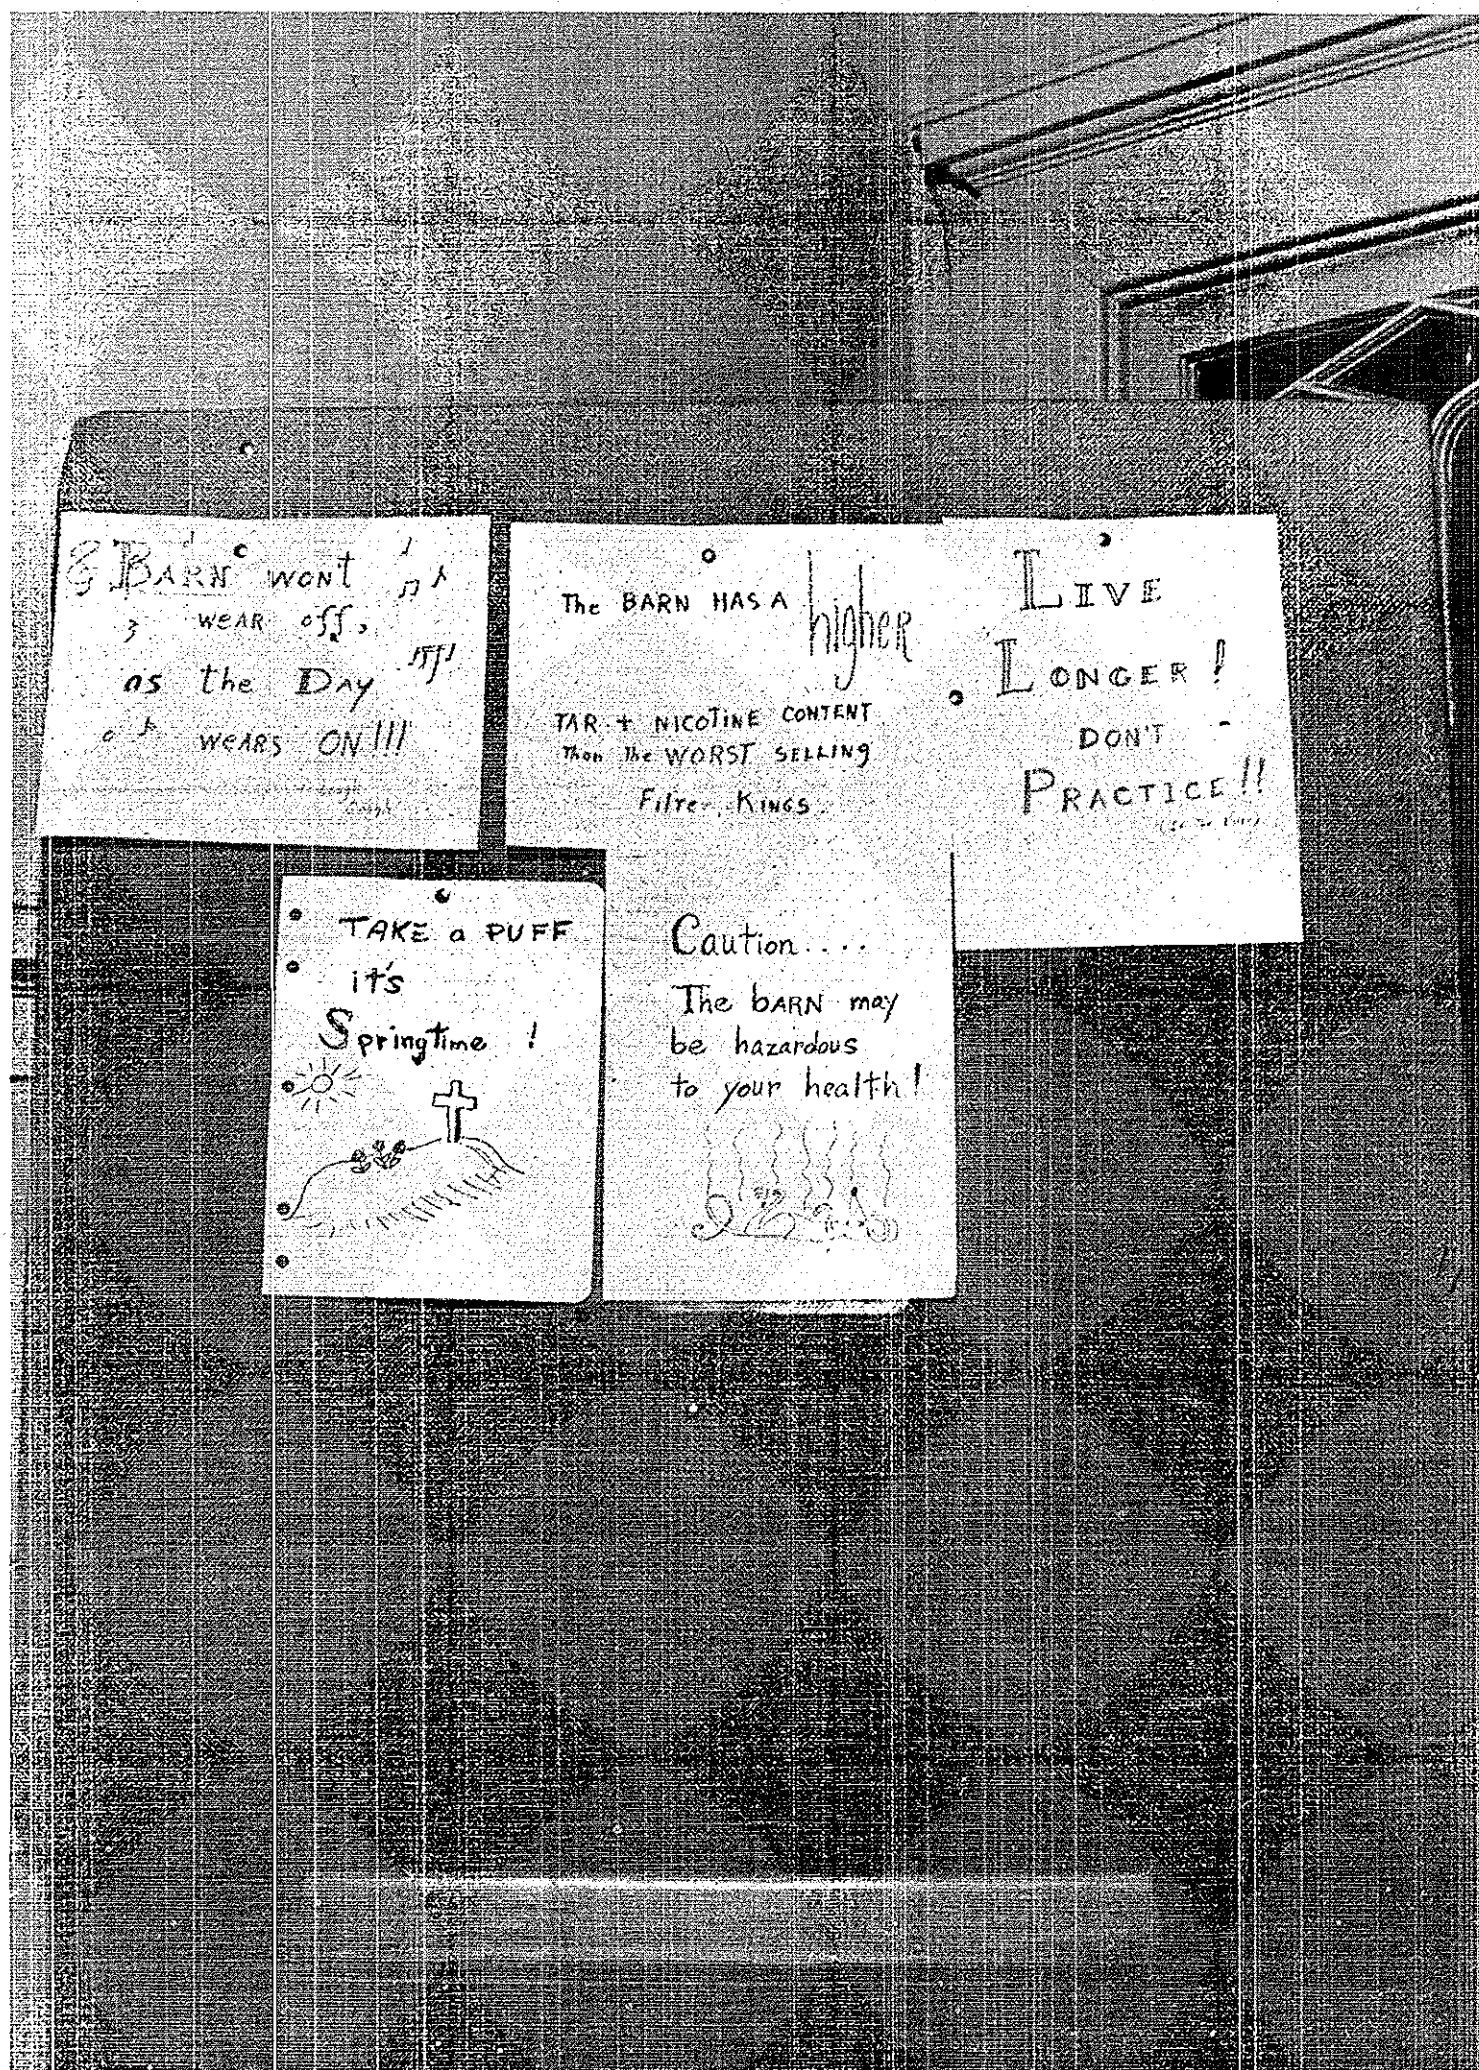 BARN WONT
WEAR off,
as the DAY
WEARS ON!!!
The BARN HAS A higher
TAR + NICOTINE CONTENT
Than the WORST SELLING
Filter KINGS.
LIVE
LONGER!
DON'T
PRACTICE!!
TAKE a PUFF
it's
Springtime !
Caution....
The bARN may
be hazardous
to your health!